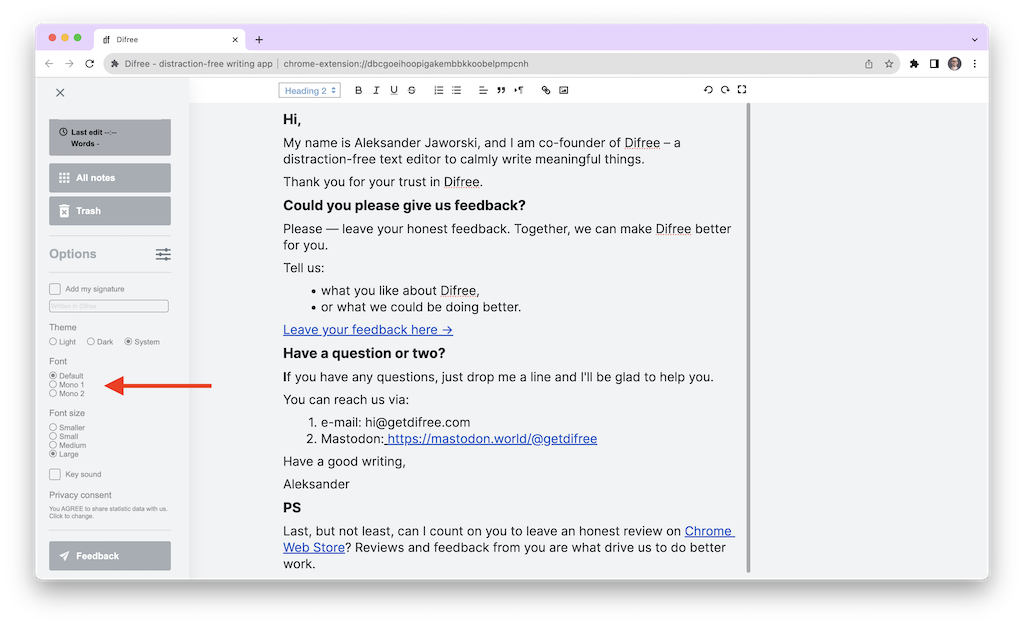 Difree
Difree - distraction-free writing app | chrome-extension://dbcgoeihoopigakembbkkoobelpmpcnh
Heading 2
B I U S
Last edit --:--
Words -
All notes
Trash
Options
Add my signature
Written in Difree
Theme
Light Dark System
Font
Default
Mono 1
Mono 2
Font size
Smaller
Small
Medium
Large
Key sound
Privacy consent
You AGREE to share statistic data with us.
Click to change.
Feedback
Hi,
My name is Aleksander Jaworski, and I am co-founder of Difree – a
distraction-free text editor to calmly write meaningful things.
Thank you for your trust in Difree.
Could you please give us feedback?
Please — leave your honest feedback. Together, we can make Difree better
for you.
Tell us:
• what you like about Difree,
• or what we could be doing better.
Leave your feedback here →
Have a question or two?
If you have any questions, just drop me a line and I'll be glad to help you.
You can reach us via:
1. e-mail: hi@getdifree.com
2. Mastodon: https://mastodon.world/@getdifree
Have a good writing,
Aleksander
PS
Last, but not least, can I count on you to leave an honest review on Chrome
Web Store? Reviews and feedback from you are what drive us to do better
work.